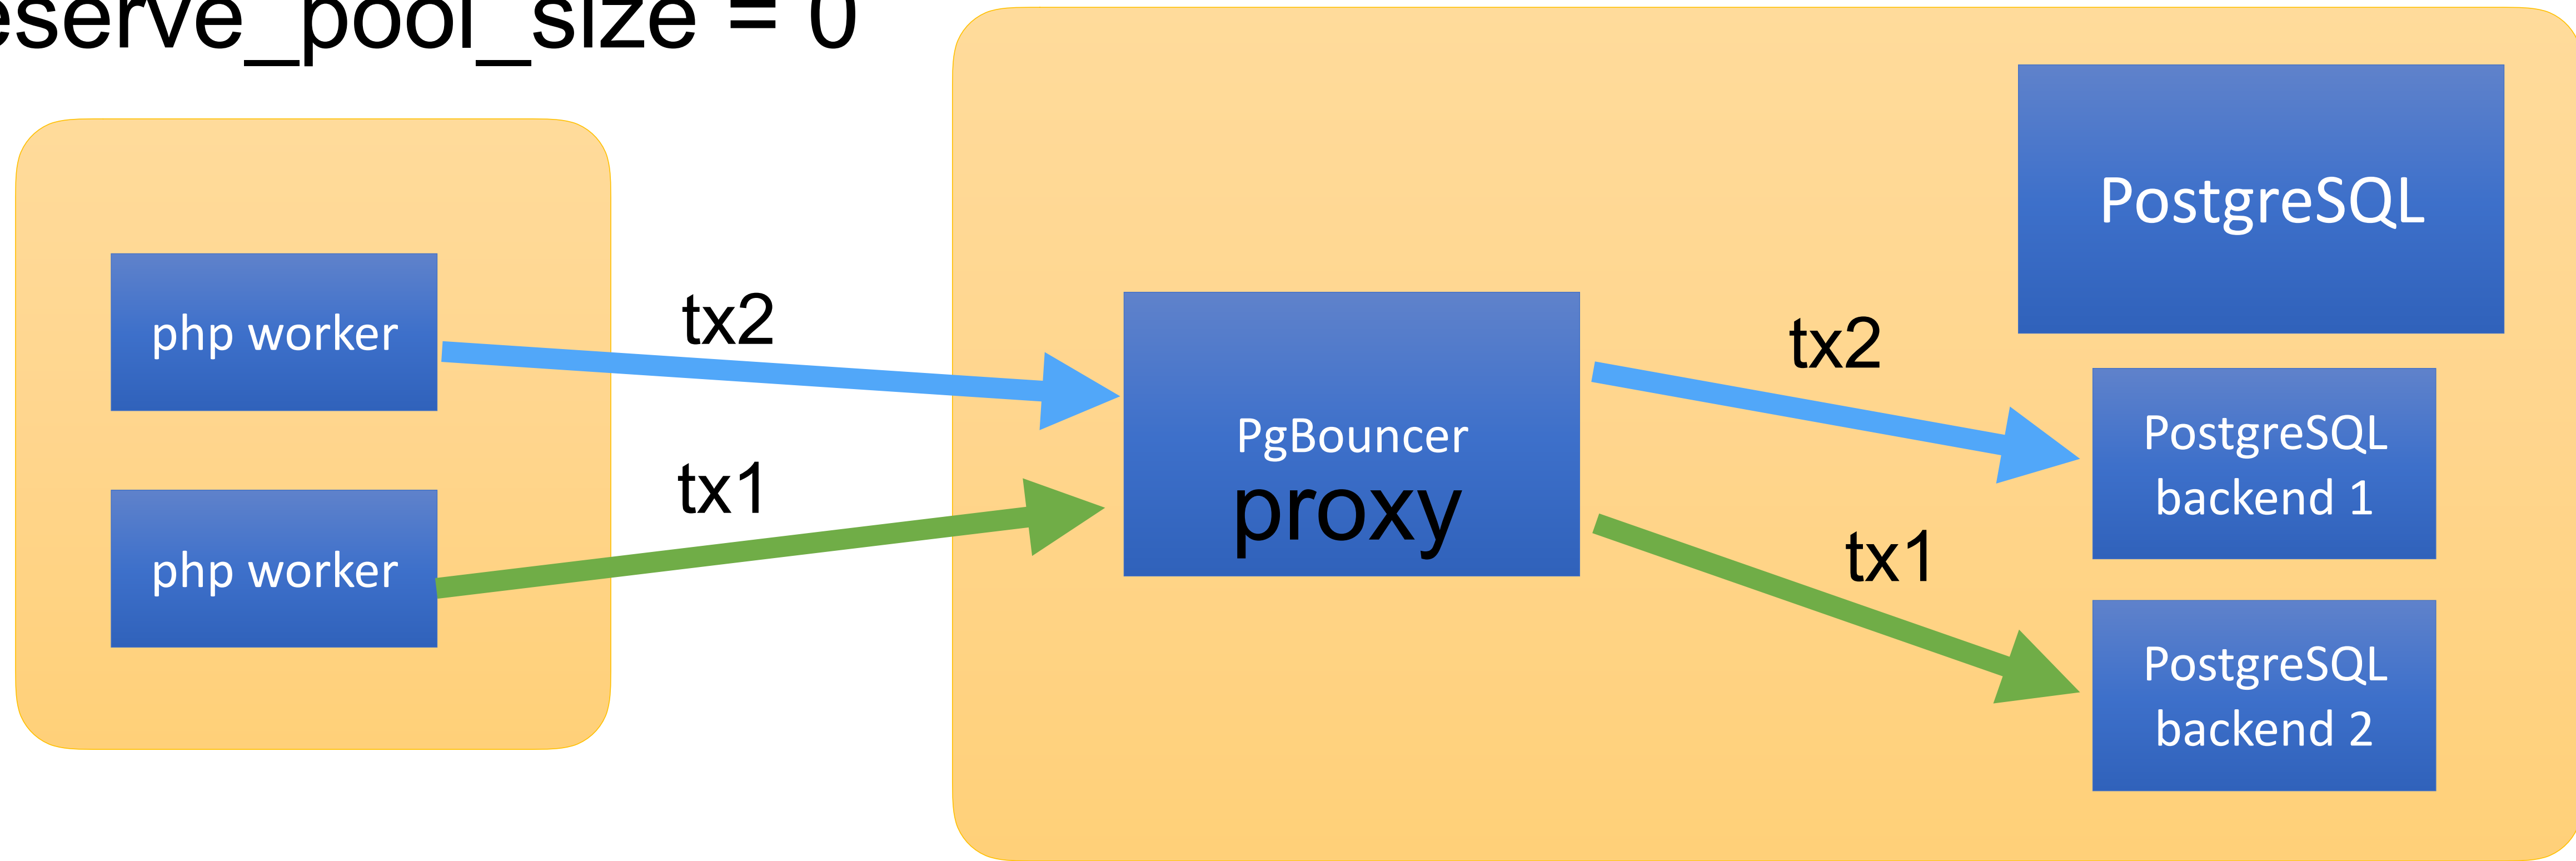 eserve_pool_size = 0
PostgreSQL
php worker
tx2
tx2
PgBouncer
proxy
PostgreSQL
backend 1
tx1
tx1
php worker
PostgreSQL
backend 2